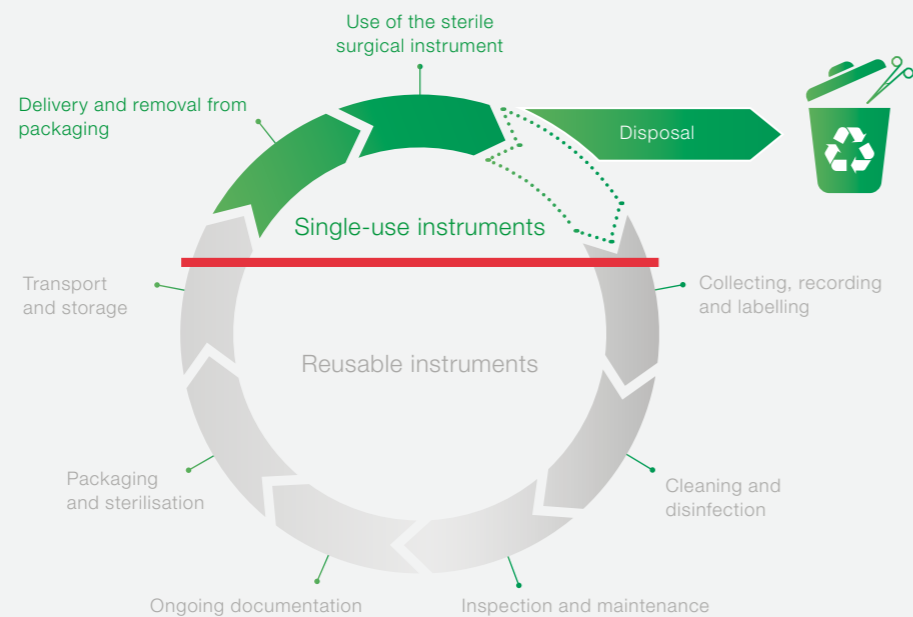 Use of the sterile
surgical instrument
Delivery and removal from
packaging
Disposal
Single-use instruments
Transport
and storage
Collecting, recording
and labelling
Reusable instruments
Packaging
and sterilisation
Cleaning and
disinfection
Ongoing documentation
Inspection and maintenance